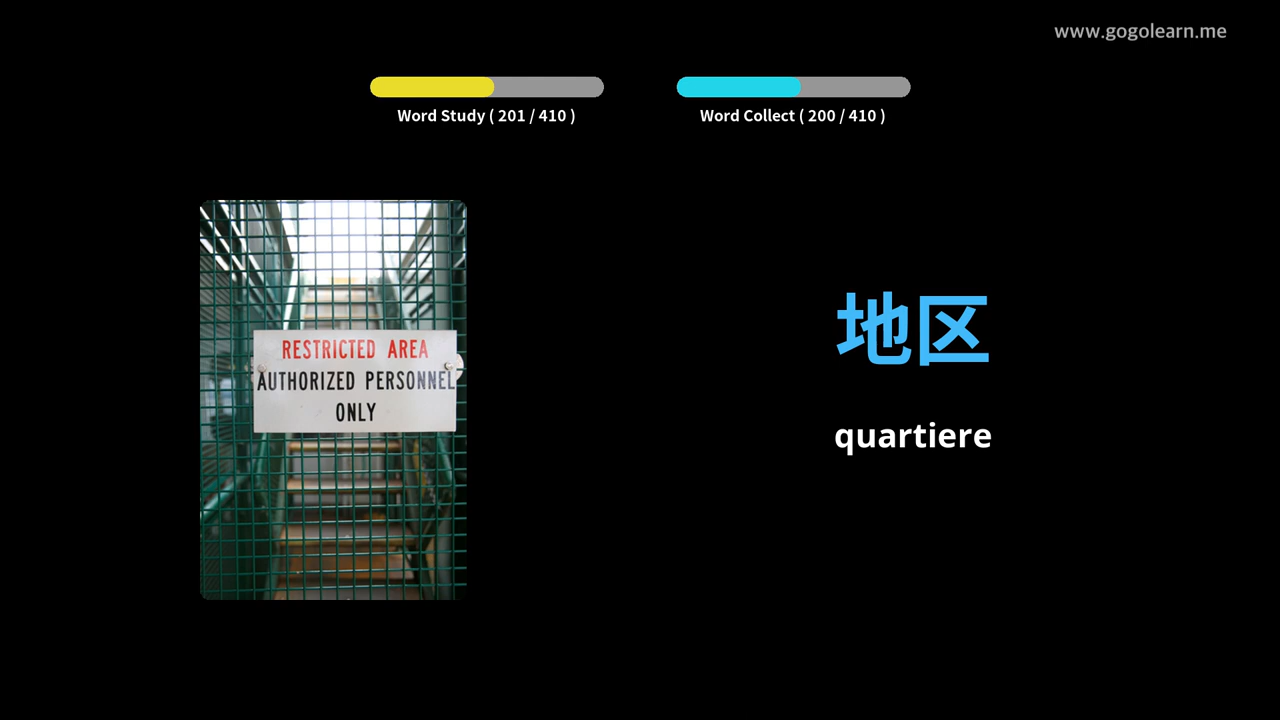 www.gogolearn.me
Word Study ( 201 / 410 )
Word Collect ( 200 / 410 )
RESTRICTED AREA
AUTHORIZED PERSONNEL
ONLY
地区
quartiere